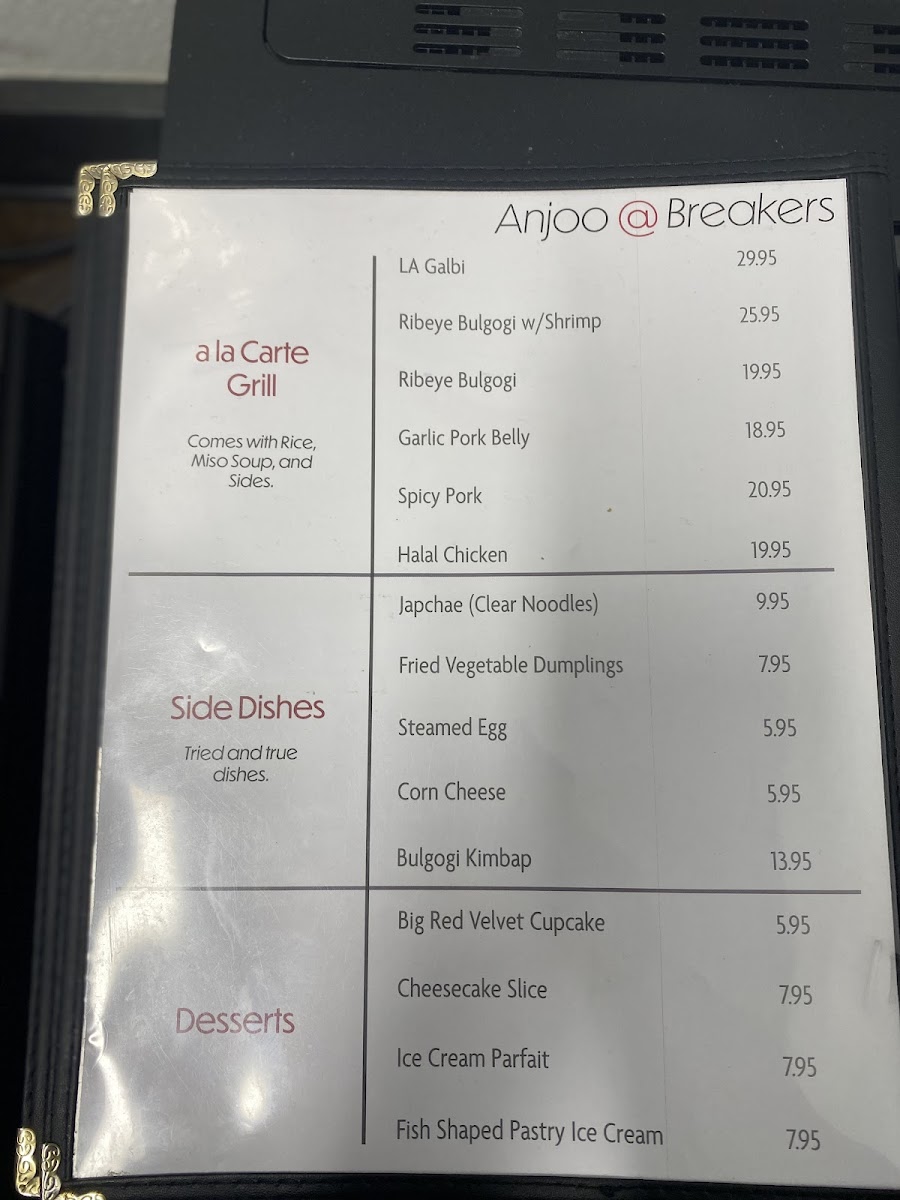 Anjoo @ Breakers
a la Carte
Grill
Comes with Rice,
Miso Soup, and
Sides.
LA Galbi 29.95
Ribeye Bulgogi w/Shrimp 25.95
Ribeye Bulgogi 19.95
Garlic Pork Belly 18.95
Spicy Pork 20.95
Halal Chicken 19.95
Side Dishes
Tried and true
dishes.
Japchae (Clear Noodles) 9.95
Fried Vegetable Dumplings 7.95
Steamed Egg 5.95
Corn Cheese 5.95
Bulgogi Kimbap 13.95
Desserts
Big Red Velvet Cupcake 5.95
Cheesecake Slice 7.95
Ice Cream Parfait 7.95
Fish Shaped Pastry Ice Cream 7.95